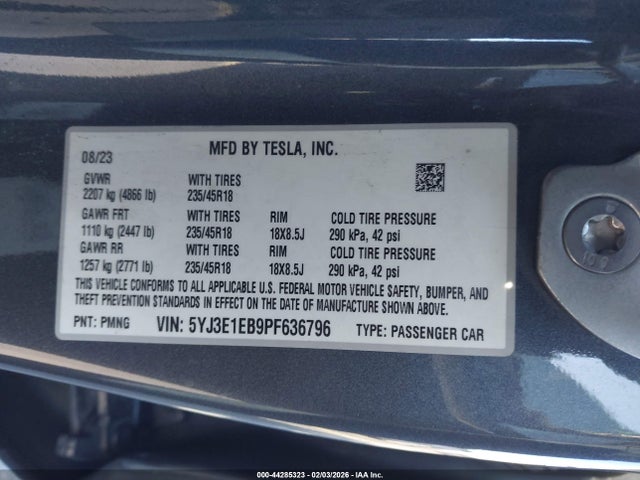 08/23 MFD BY TESLA, INC.
GVWR WITH TIRES
2207 kg (4866 lb) 235/45R18
GAWR FRT WITH TIRES RIM COLD TIRE PRESSURE
1110 kg (2447 lb) 235/45R18 18X8.5J 290 kPa, 42 psi
GAWR RR WITH TIRES RIM COLD TIRE PRESSURE
1257 kg (2771 lb) 235/45R18 18X8.5J 290 kPa, 42 psi
THIS VEHICLE CONFORMS TO ALL APPLICABLE U.S. FEDERAL MOTOR VEHICLE SAFETY, BUMPER, AND
THEFT PREVENTION STANDARDS IN EFFECT ON THE DATE OF MANUFACTURE SHOWN ABOVE
PNT: PMNG VIN: 5YJ3E1EB9PF636796 TYPE: PASSENGER CAR
10.9
000-44285323 - 02/03/2026 - IAA Inc.